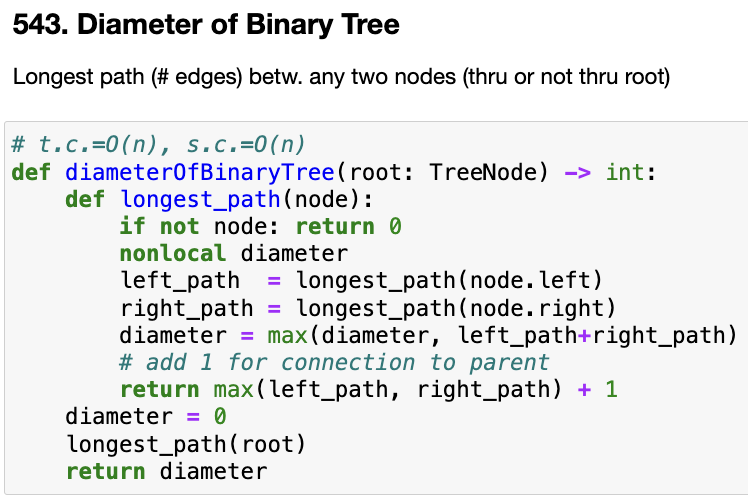 543. Diameter of Binary Tree
Longest path (# edges) betw. any two nodes (thru or not thru root)
# t.c.=O(n), s.c.=O(n)
def diameterOfBinaryTree(root: TreeNode) -> int:
    def longest_path(node):
        if not node: return 0
        nonlocal diameter
        left_path  = longest_path(node.left)
        right_path = longest_path(node.right)
        diameter = max(diameter, left_path+right_path)
        # add 1 for connection to parent
        return max(left_path, right_path) + 1
    diameter = 0
    longest_path(root)
    return diameter